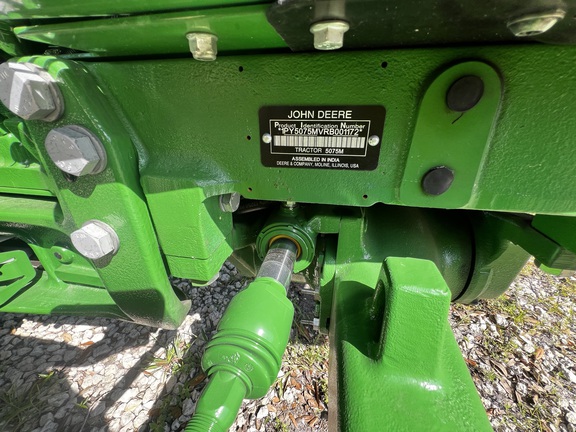 JOHN DEERE
Product Identification Number
*1PY5075MVRB001172*
TRACTOR 5075M
ASSEMBLED IN INDIA
DEERE & COMPANY, MOLINE, ILLINOIS, USA